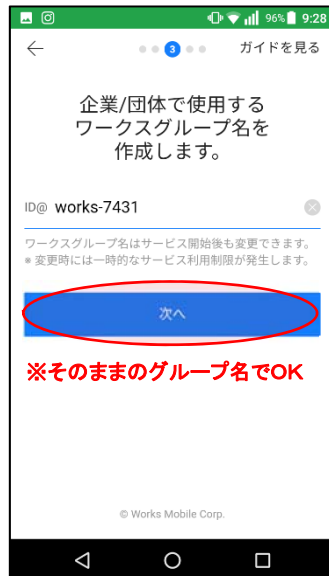 96% 9:28
3 ガイドを見る
企業/団体で使用する
ワークスグループ名を
作成します。
ID@ works-7431
ワークスグループ名はサービス開始後も変更できます。
※ 変更時には一時的なサービス利用制限が発生します。
次へ
※そのままのグループ名でOK
© Works Mobile Corp.